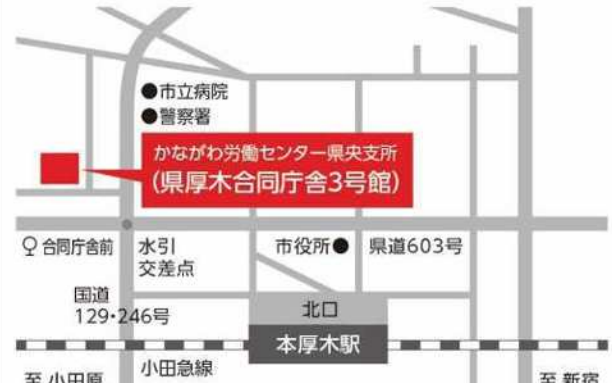 ●市立病院
●警察署
かながわ労働センター県央支所
(県厚木合同庁舎3号館)
合同庁舎前
水引
交差点
市役所●
県道603号
国道
129・246号
北口
本厚木駅
小田急線
至 小田原
至 新宿